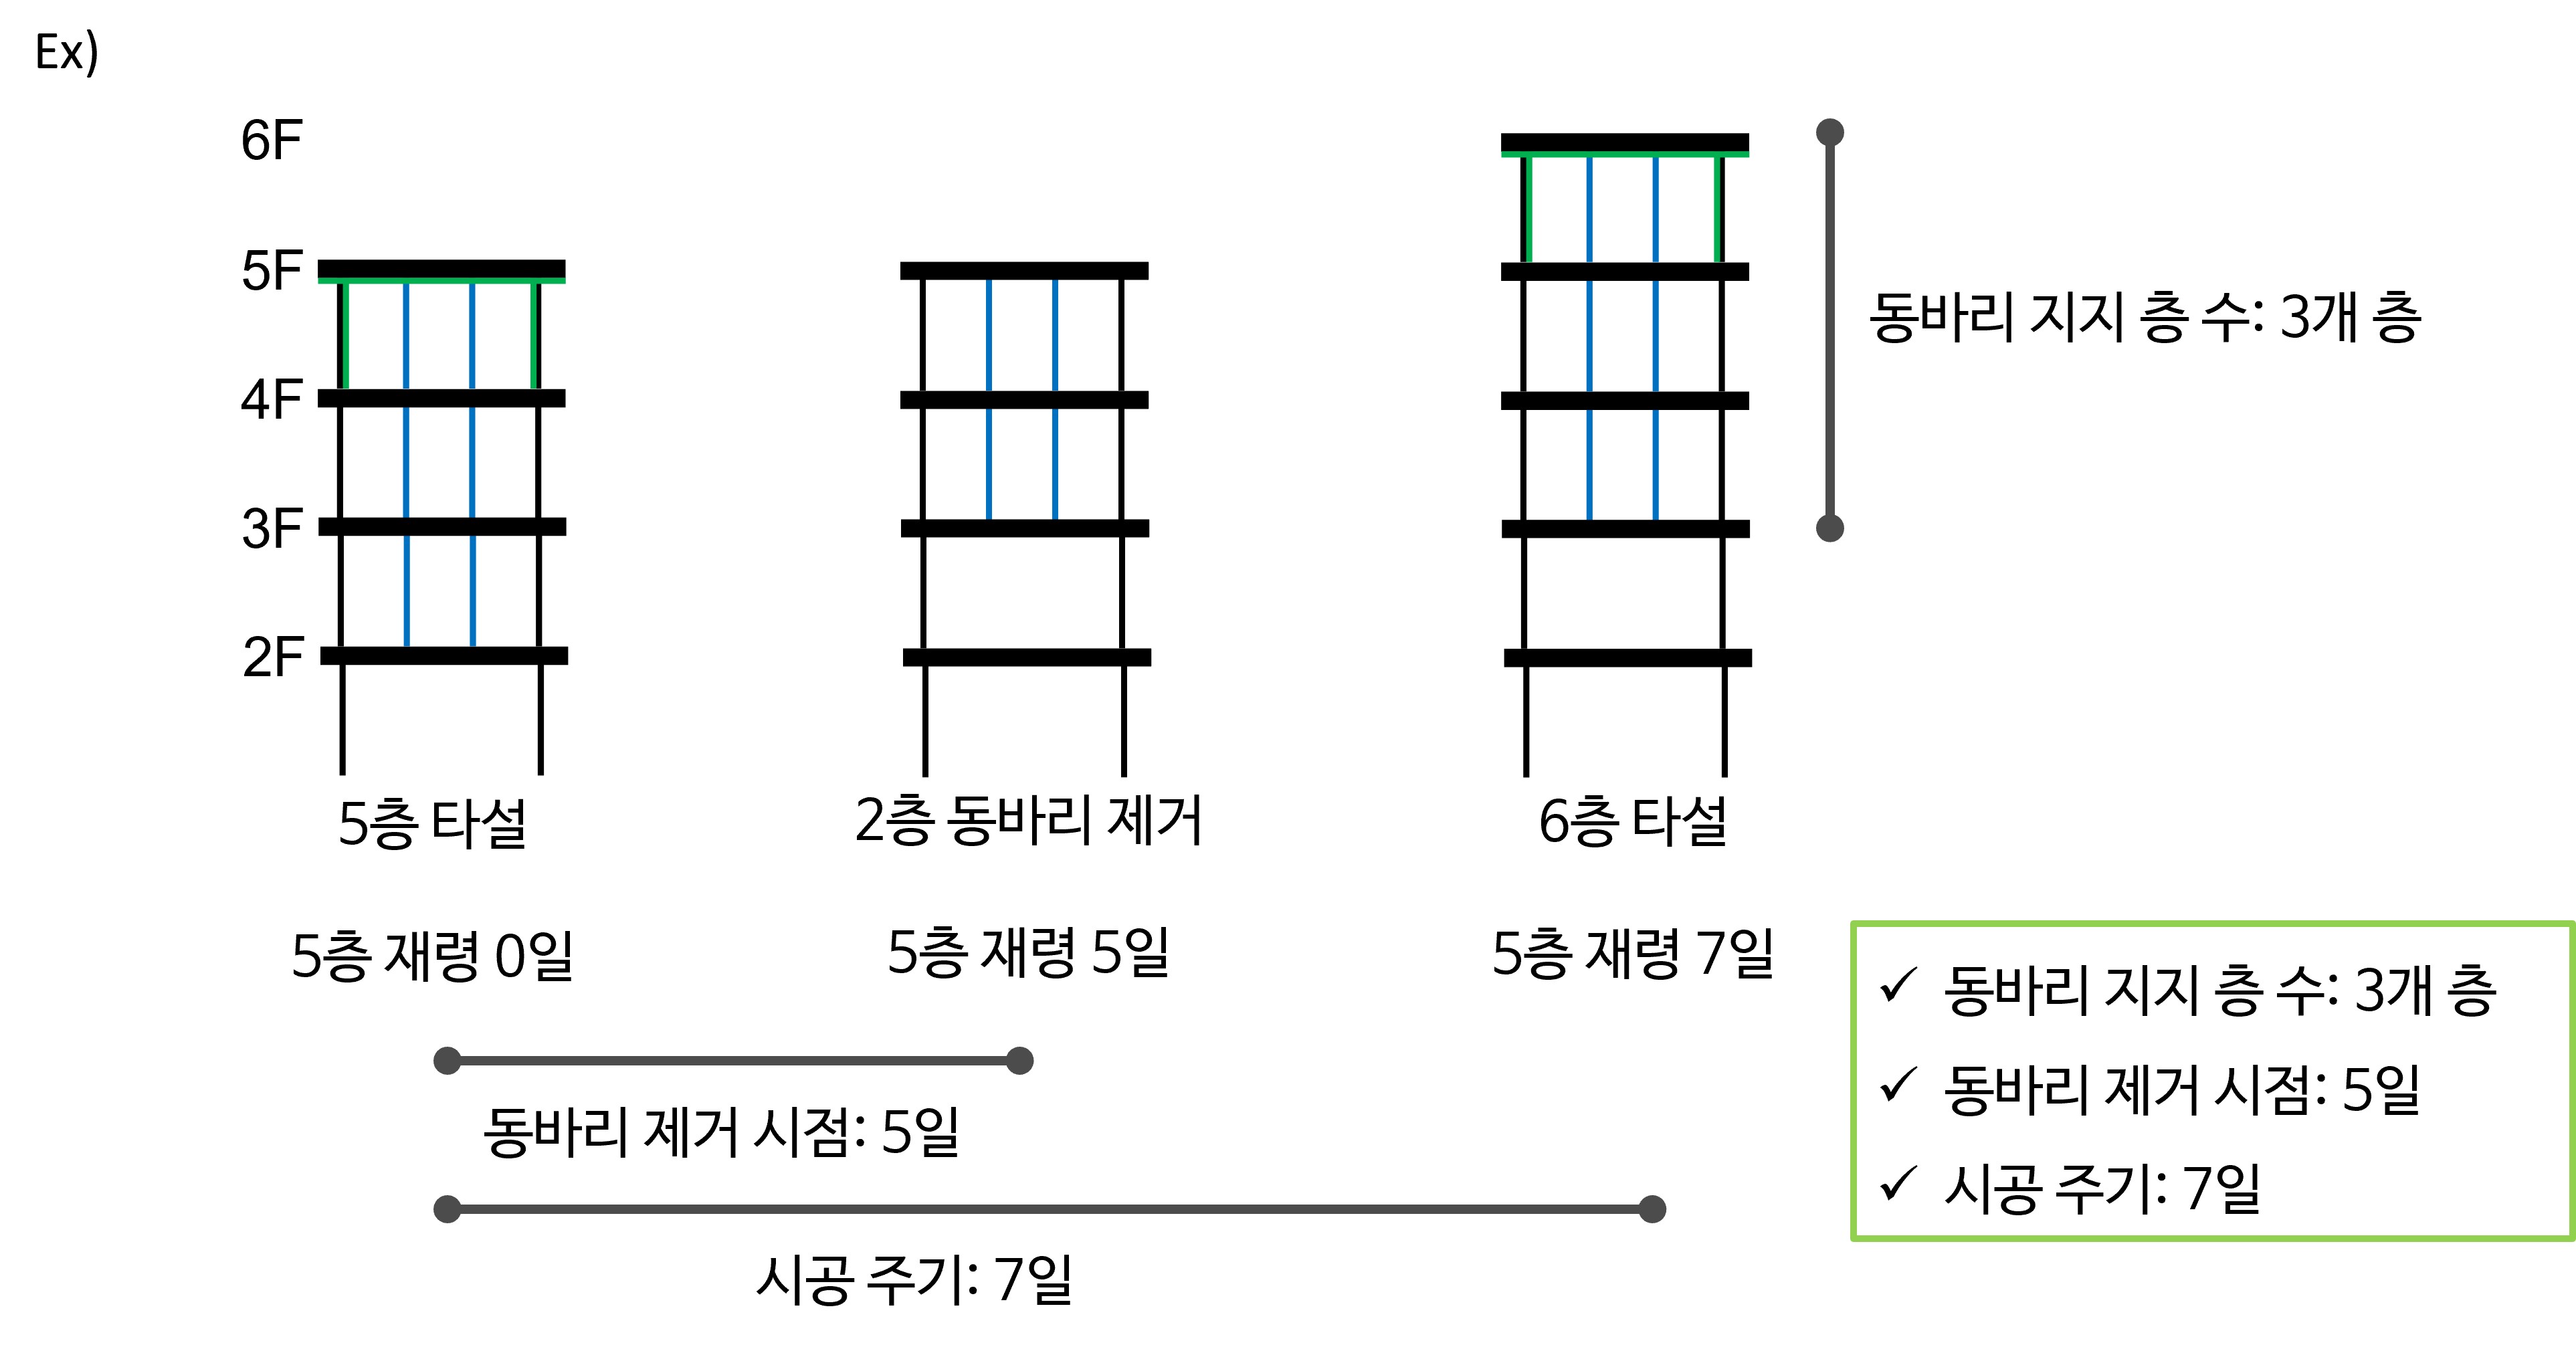 Ex)
6F
5F
4F
3F
2F
동바리 지지 층 수: 3개 층
5층 타설
2층 동바리 제거
6층 타설
5층 재령 0일
5층 재령 5일
5층 재령 7일
동바리 제거 시점: 5일
시공 주기: 7일
✓ 동바리 지지 층 수: 3개 층
✓ 동바리 제거 시점: 5일
✓ 시공 주기: 7일